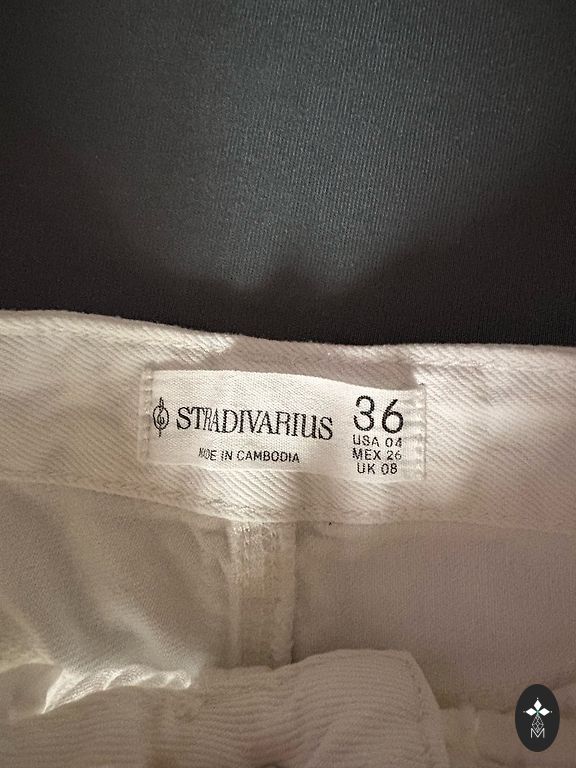 STRADIVARIUS
MADE IN CAMBODIA
36
USA 04
MEX 26
UK 08